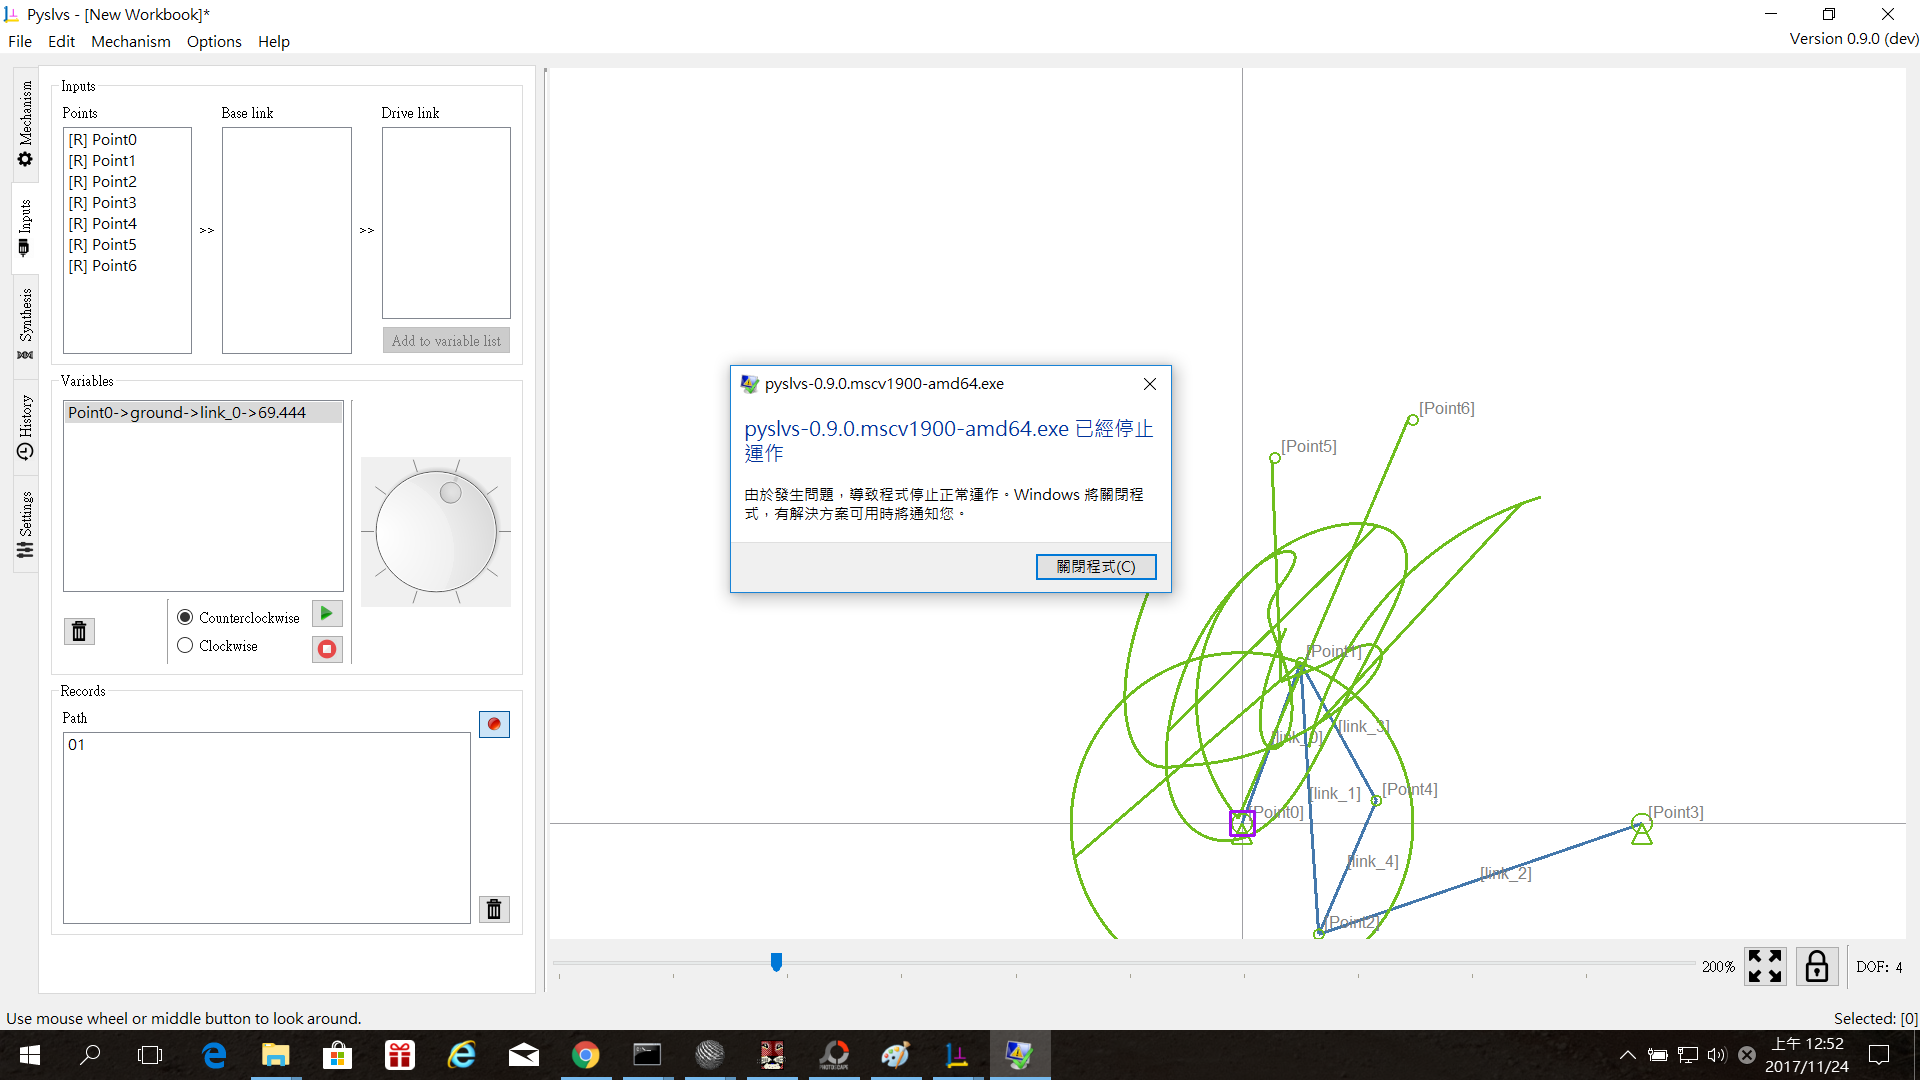 Pyslvs - [New Workbook]*
File Edit Mechanism Options Help
Version 0.9.0 (dev)
Mechanism
Inputs
Synthesis
History
Settings
Inputs
Points
Base link
Drive link
[R] Point0
[R] Point1
[R] Point2
[R] Point3
[R] Point4
[R] Point5
[R] Point6
>>
>>
Add to variable list
Variables
Point0->ground->link_0->69.444
Counterclockwise
Clockwise
Records
Path
01
pyslvs-0.9.0.mscv1900-amd64.exe
pyslvs-0.9.0.mscv1900-amd64.exe 已經停止
運作
由於發生問題，導致程式停止正常運作。Windows 將關閉程
式，有解決方案可用時將通知您。
關閉程式(C)
[Point6]
[Point5]
[Point1]
[link_3]
[link_0]
[Point4]
[link_1]
[Point0]
[Point3]
[link_4]
[link_2]
[Point2]
200%
DOF: 4
Use mouse wheel or middle button to look around.
Selected: [0]
上午 12:52
2017/11/24